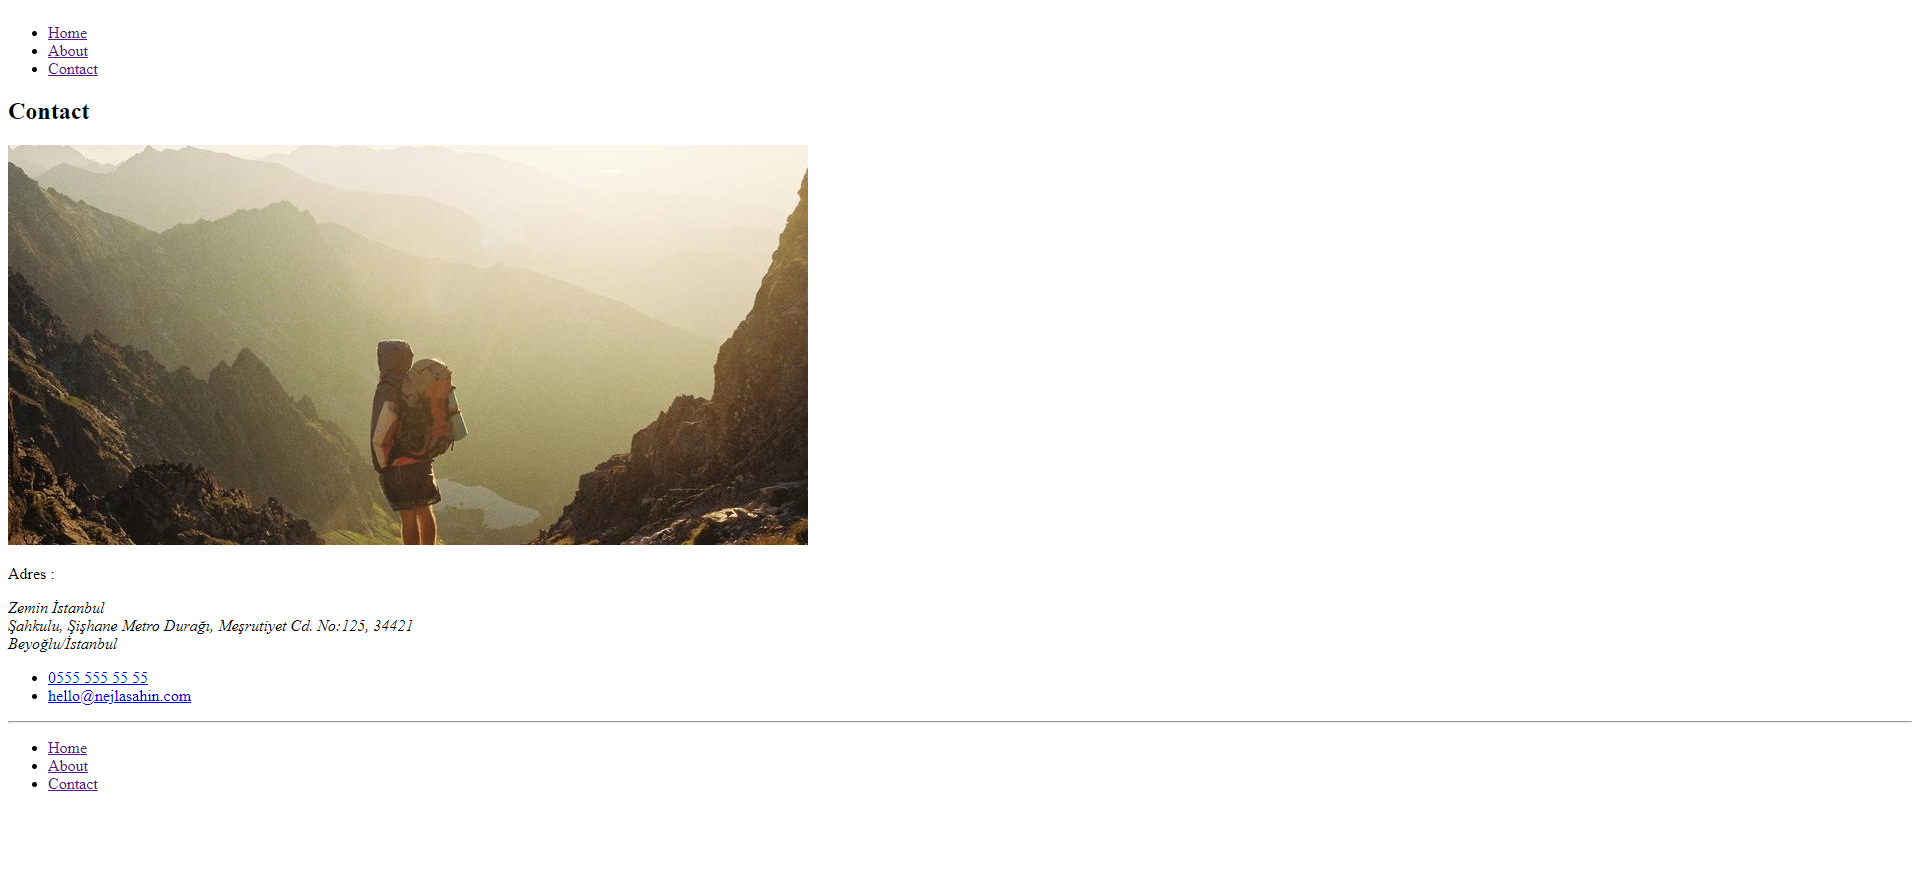 Home
About
Contact
Contact
Adres :
Zemin İstanbul
Şahkulu, Şişhane Metro Durağı, Meşrutiyet Cd. No:125, 34421
Beyoğlu/İstanbul
0555 555 55 55
hello@nejlasahin.com
Home
About
Contact